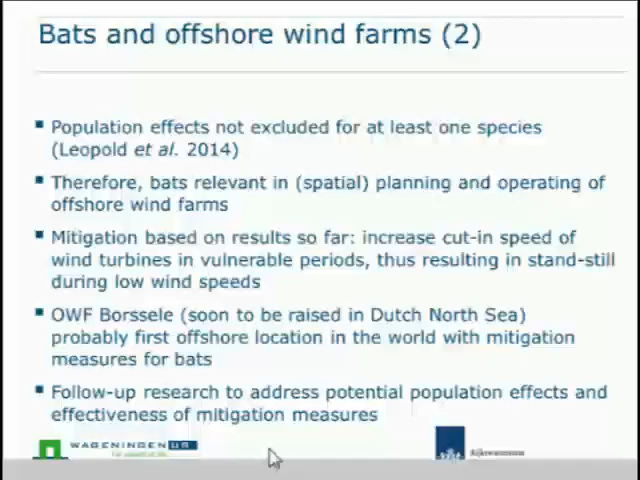 Bats and offshore wind farms (2)
Population effects not excluded for at least one species
(Leopold et al. 2014)
Therefore, bats relevant in (spatial) planning and operating of
offshore wind farms
Mitigation based on results so far: increase cut-in speed of
wind turbines in vulnerable periods, thus resulting in stand-still
during low wind speeds
OWF Borssele (soon to be raised in Dutch North Sea)
probably first offshore location in the world with mitigation
measures for bats
Follow-up research to address potential population effects and
effectiveness of mitigation measures
WAGENINGEN UR
Rijkswaterstaat